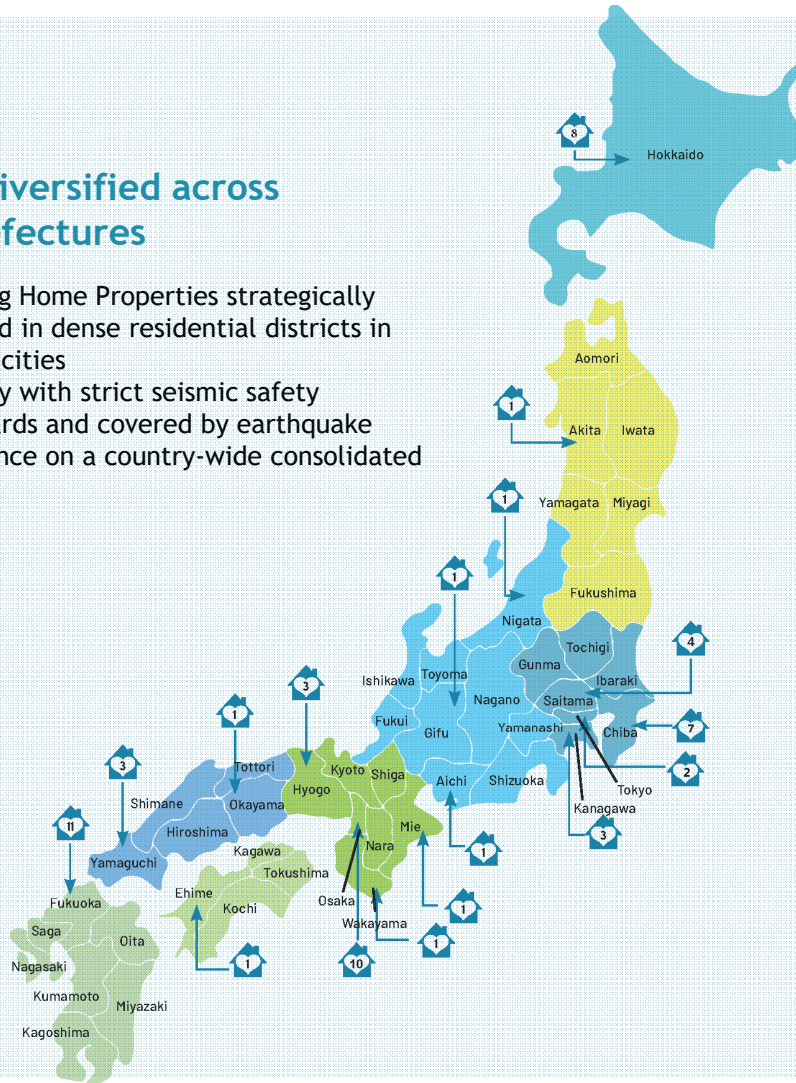 8
Hokkaido
iversified across
fectures
g Home Properties strategically
d in dense residential districts in
cities
y with strict seismic safety
ards and covered by earthquake
nce on a country-wide consolidated
Aomori
1
Akita
Iwata
1
Yamagata
Miyagi
1
Fukushima
Nigata
4
Tochigi
Gunma
3
Ishikawa
Toyoma
Ibaraki
Nagano
Saitama
1
Fukui
Gifu
Yamanashi
Chiba
7
3
Tottori
Kyoto
Shiga
2
Hyogo
Aichi
Shizuoka
Tokyo
Shimane
Okayama
Kanagawa
11
Hiroshima
Mie
3
Nara
Kagawa
1
Yamaguchi
Tokushima
Ehime
Osaka
Fukuoka
Kochi
1
Wakayama
Saga
Oita
1
Nagasaki
1
10
Kumamoto
Miyazaki
Kagoshima